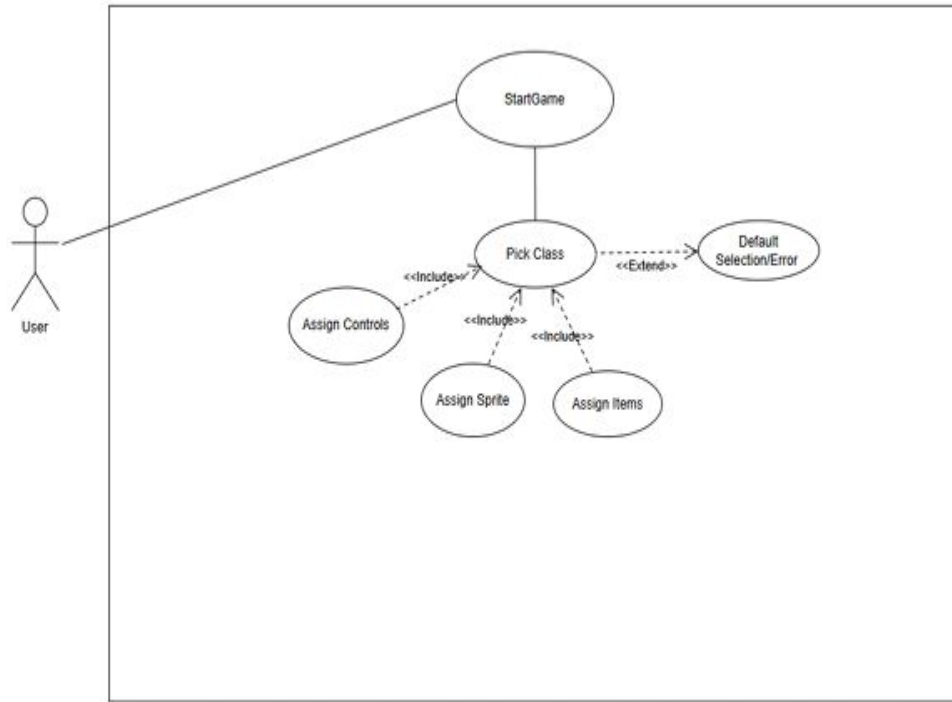 StartGame
Pick Class
Default
Selection/Error
<<Extend>>
<<Include>>
Assign Controls
<<Include>>
<<Include>>
Assign Sprite
Assign Items
User